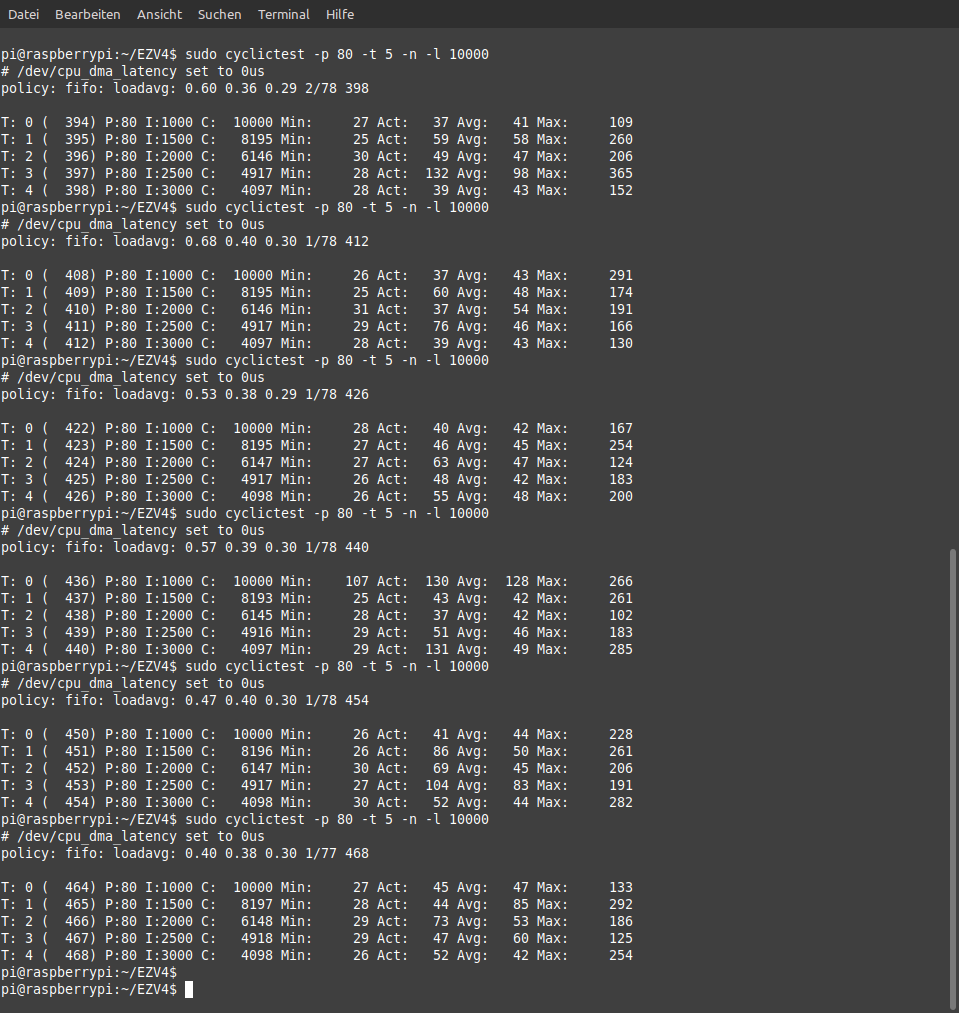 Datei Bearbeiten Ansicht Suchen Terminal Hilfe
pi@raspberrypi:~/EZV4$ sudo cyclictest -p 80 -t 5 -n -l 10000
# /dev/cpu_dma_latency set to 0us
policy: fifo: loadavg: 0.60 0.36 0.29 2/78 398
T: 0 (  394) P:80 I:1000 C:  10000 Min:     27 Act:   37 Avg:   41 Max:     109
T: 1 (  395) P:80 I:1500 C:   8195 Min:     25 Act:   59 Avg:   58 Max:     260
T: 2 (  396) P:80 I:2000 C:   6146 Min:     30 Act:   49 Avg:   47 Max:     206
T: 3 (  397) P:80 I:2500 C:   4917 Min:     28 Act:  132 Avg:   98 Max:     365
T: 4 (  398) P:80 I:3000 C:   4097 Min:     28 Act:   39 Avg:   43 Max:     152
pi@raspberrypi:~/EZV4$ sudo cyclictest -p 80 -t 5 -n -l 10000
# /dev/cpu_dma_latency set to 0us
policy: fifo: loadavg: 0.68 0.40 0.30 1/78 412
T: 0 (  408) P:80 I:1000 C:  10000 Min:     26 Act:   37 Avg:   43 Max:     291
T: 1 (  409) P:80 I:1500 C:   8195 Min:     25 Act:   60 Avg:   48 Max:     174
T: 2 (  410) P:80 I:2000 C:   6146 Min:     31 Act:   37 Avg:   54 Max:     191
T: 3 (  411) P:80 I:2500 C:   4917 Min:     29 Act:   76 Avg:   46 Max:     166
T: 4 (  412) P:80 I:3000 C:   4097 Min:     28 Act:   39 Avg:   43 Max:     130
pi@raspberrypi:~/EZV4$ sudo cyclictest -p 80 -t 5 -n -l 10000
# /dev/cpu_dma_latency set to 0us
policy: fifo: loadavg: 0.53 0.38 0.29 1/78 426
T: 0 (  422) P:80 I:1000 C:  10000 Min:     28 Act:   40 Avg:   42 Max:     167
T: 1 (  423) P:80 I:1500 C:   8195 Min:     27 Act:   46 Avg:   45 Max:     254
T: 2 (  424) P:80 I:2000 C:   6147 Min:     27 Act:   63 Avg:   47 Max:     124
T: 3 (  425) P:80 I:2500 C:   4917 Min:     26 Act:   48 Avg:   42 Max:     183
T: 4 (  426) P:80 I:3000 C:   4098 Min:     26 Act:   55 Avg:   48 Max:     200
pi@raspberrypi:~/EZV4$ sudo cyclictest -p 80 -t 5 -n -l 10000
# /dev/cpu_dma_latency set to 0us
policy: fifo: loadavg: 0.57 0.39 0.30 1/78 440
T: 0 (  436) P:80 I:1000 C:  10000 Min:    107 Act:  130 Avg:  128 Max:     266
T: 1 (  437) P:80 I:1500 C:   8193 Min:     25 Act:   43 Avg:   42 Max:     261
T: 2 (  438) P:80 I:2000 C:   6145 Min:     28 Act:   37 Avg:   42 Max:     102
T: 3 (  439) P:80 I:2500 C:   4916 Min:     29 Act:   51 Avg:   46 Max:     183
T: 4 (  440) P:80 I:3000 C:   4097 Min:     29 Act:  131 Avg:   49 Max:     285
pi@raspberrypi:~/EZV4$ sudo cyclictest -p 80 -t 5 -n -l 10000
# /dev/cpu_dma_latency set to 0us
policy: fifo: loadavg: 0.47 0.40 0.30 1/78 454
T: 0 (  450) P:80 I:1000 C:  10000 Min:     26 Act:   41 Avg:   44 Max:     228
T: 1 (  451) P:80 I:1500 C:   8196 Min:     26 Act:   86 Avg:   50 Max:     261
T: 2 (  452) P:80 I:2000 C:   6147 Min:     30 Act:   69 Avg:   45 Max:     206
T: 3 (  453) P:80 I:2500 C:   4917 Min:     27 Act:  104 Avg:   83 Max:     191
T: 4 (  454) P:80 I:3000 C:   4098 Min:     30 Act:   52 Avg:   44 Max:     282
pi@raspberrypi:~/EZV4$ sudo cyclictest -p 80 -t 5 -n -l 10000
# /dev/cpu_dma_latency set to 0us
policy: fifo: loadavg: 0.40 0.38 0.30 1/77 468
T: 0 (  464) P:80 I:1000 C:  10000 Min:     27 Act:   45 Avg:   47 Max:     133
T: 1 (  465) P:80 I:1500 C:   8197 Min:     28 Act:   44 Avg:   85 Max:     292
T: 2 (  466) P:80 I:2000 C:   6148 Min:     29 Act:   73 Avg:   53 Max:     186
T: 3 (  467) P:80 I:2500 C:   4918 Min:     29 Act:   47 Avg:   60 Max:     125
T: 4 (  468) P:80 I:3000 C:   4098 Min:     26 Act:   52 Avg:   42 Max:     254
pi@raspberrypi:~/EZV4$
pi@raspberrypi:~/EZV4$